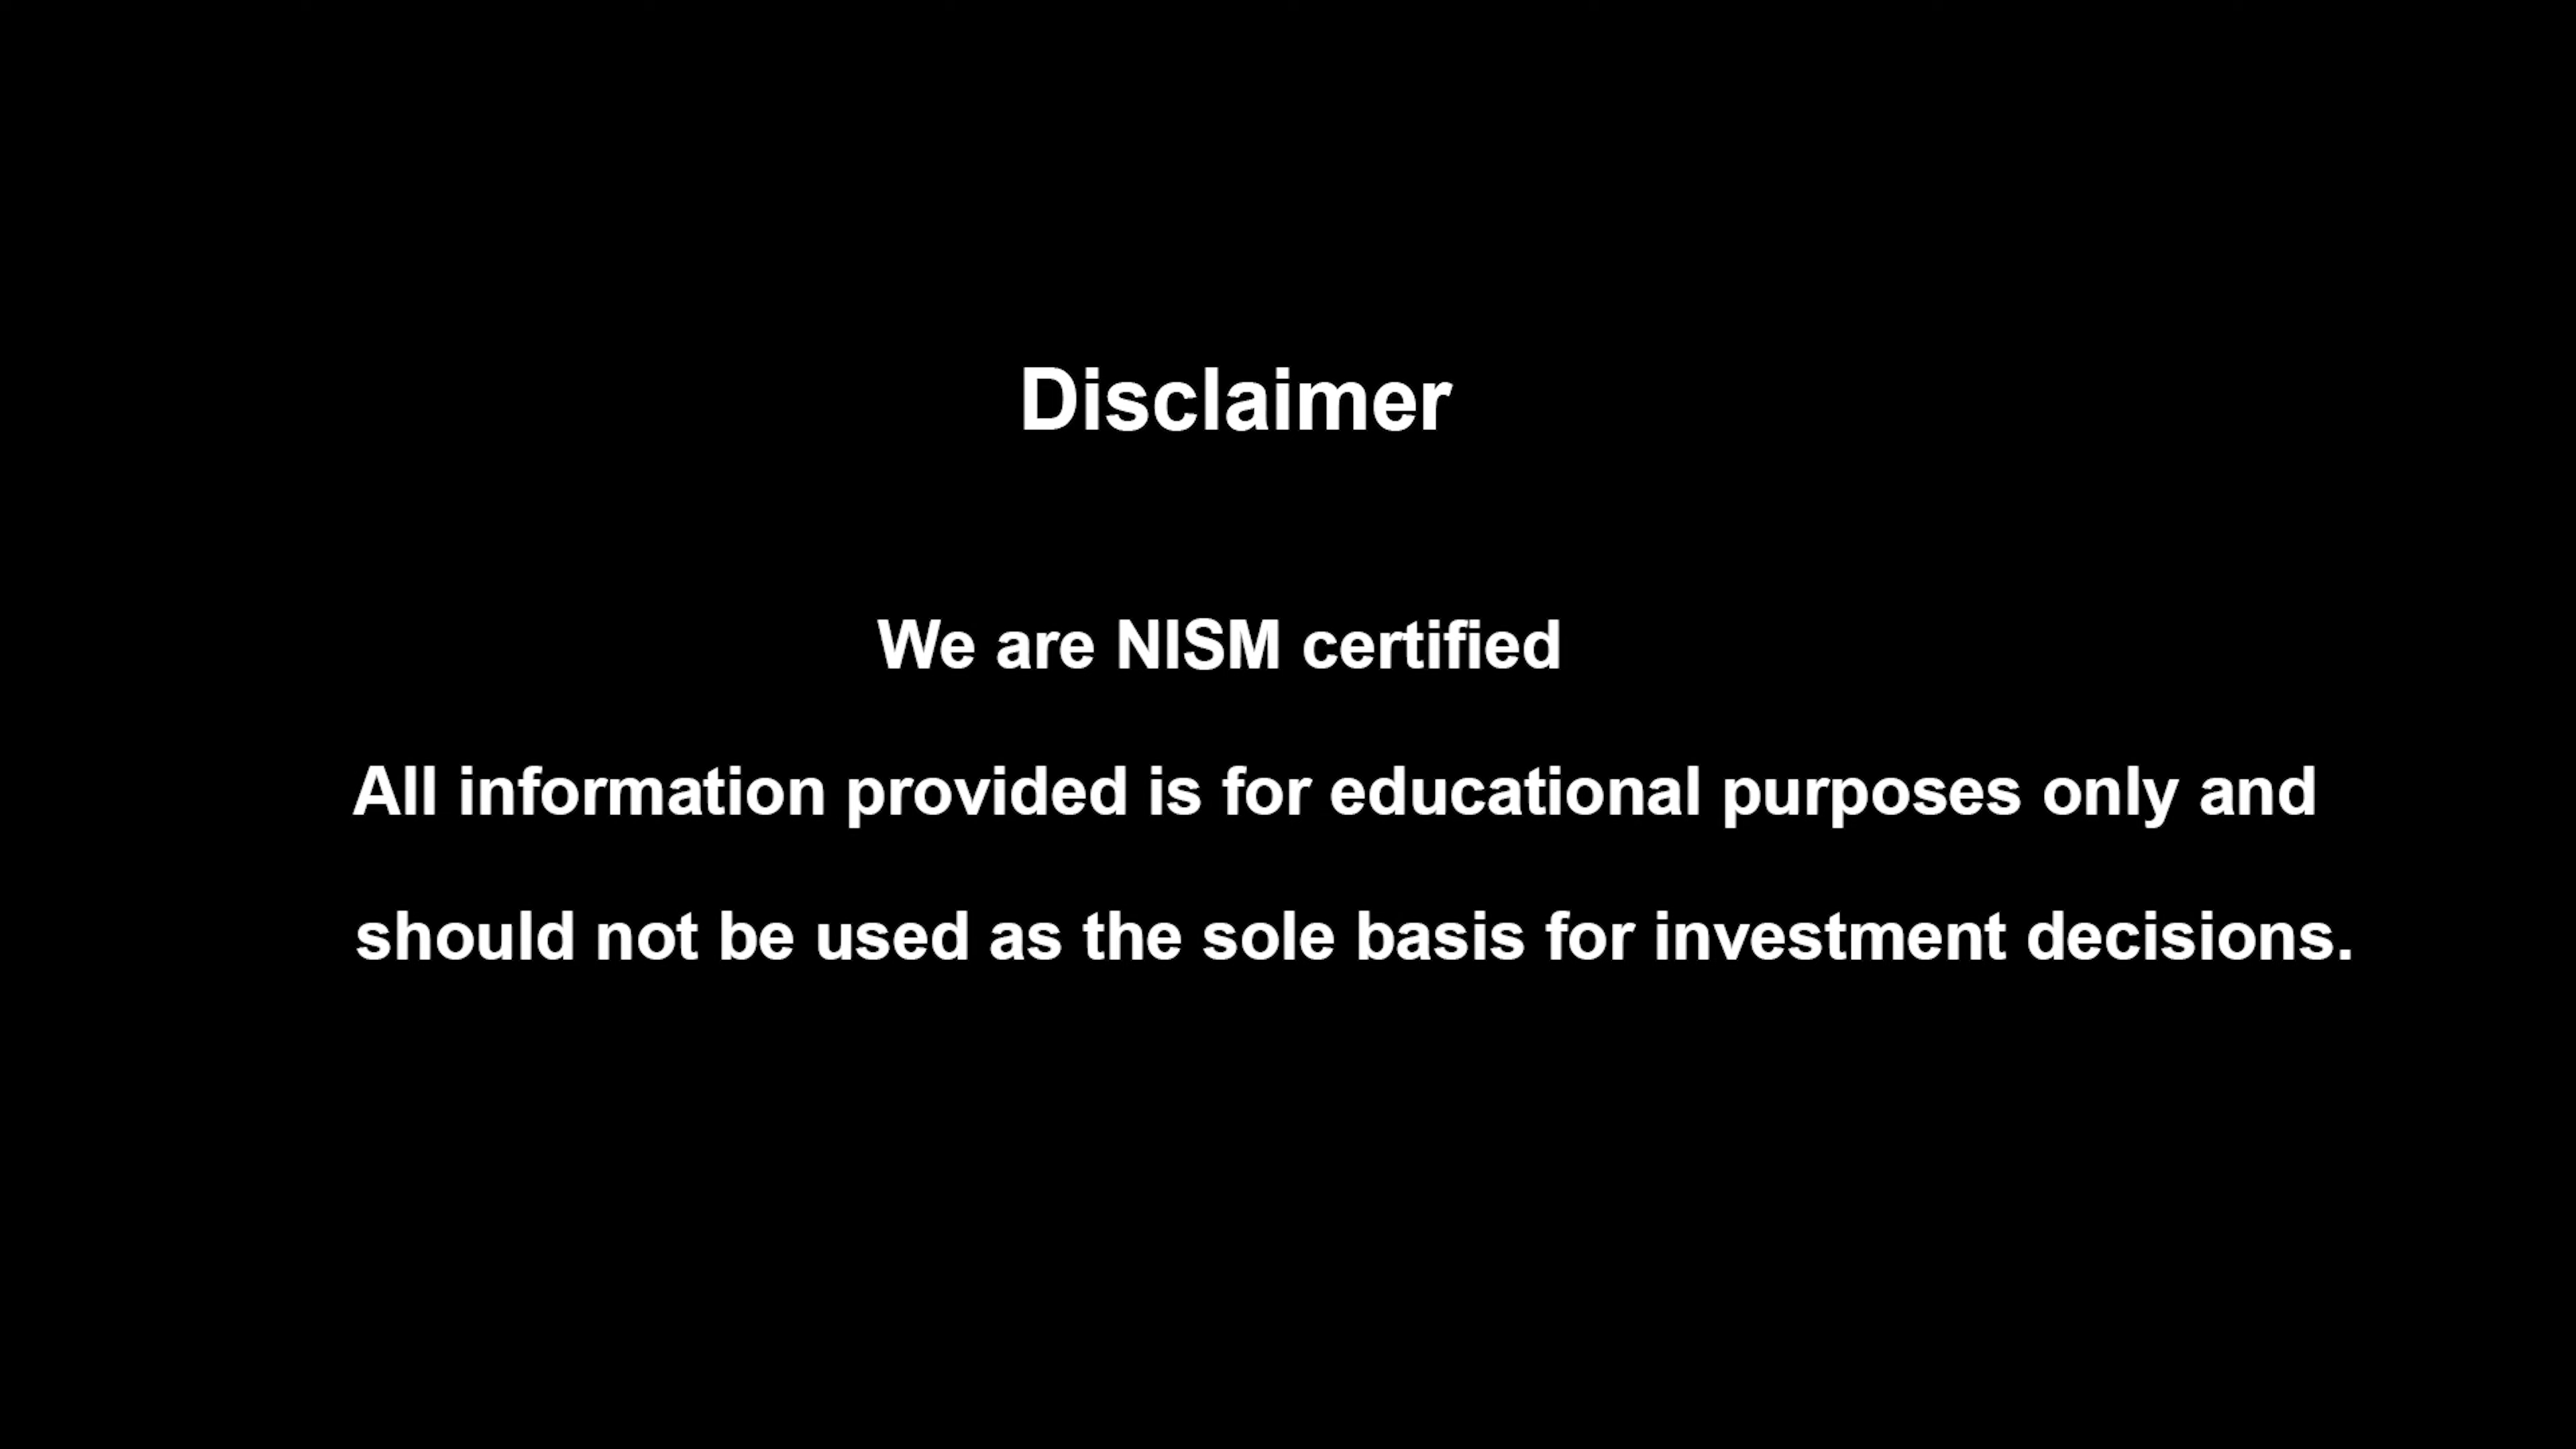 Disclaimer
We are NISM certified
All information provided is for educational purposes only and
should not be used as the sole basis for investment decisions.